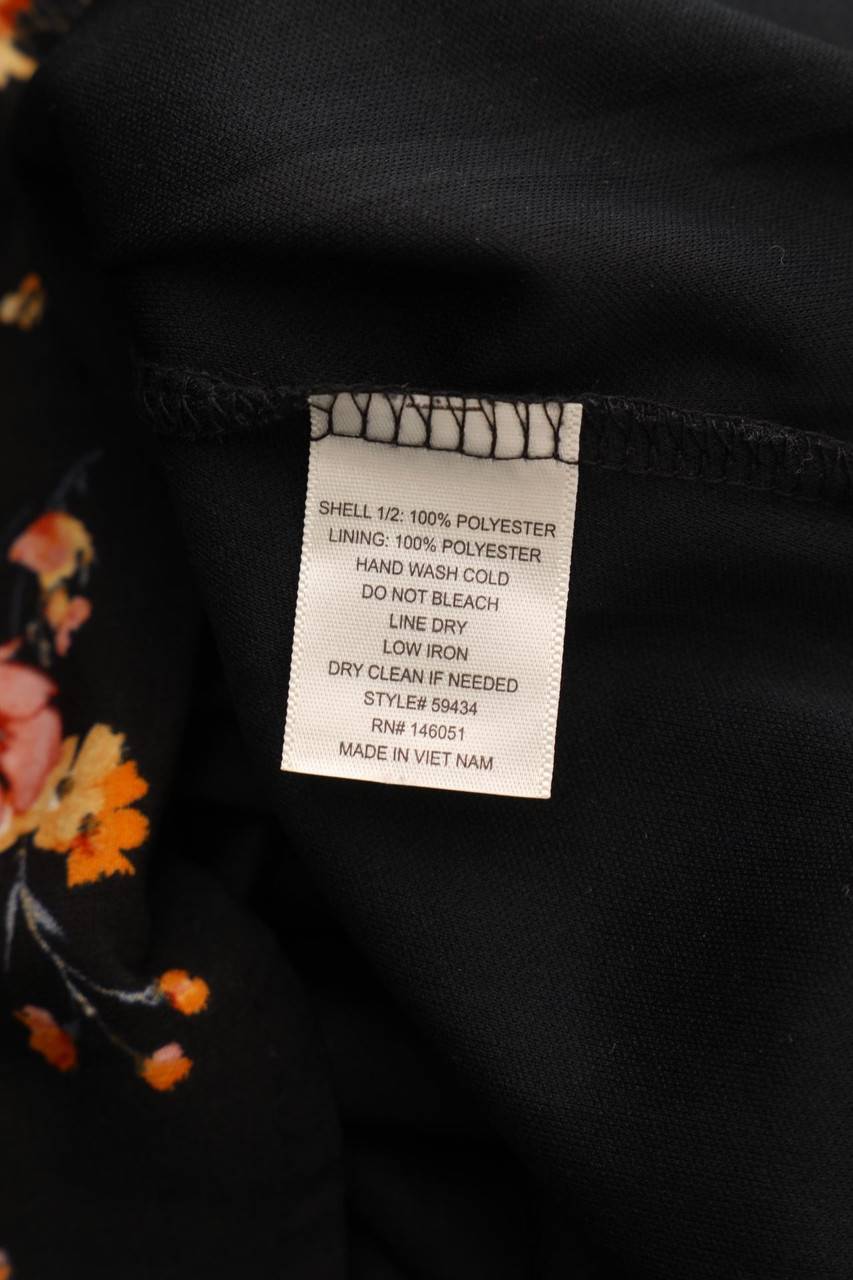 SHELL 1/2: 100% POLYESTER
LINING: 100% POLYESTER
HAND WASH COLD
DO NOT BLEACH
LINE DRY
LOW IRON
DRY CLEAN IF NEEDED
STYLE# 59434
RN# 146051
MADE IN VIET NAM